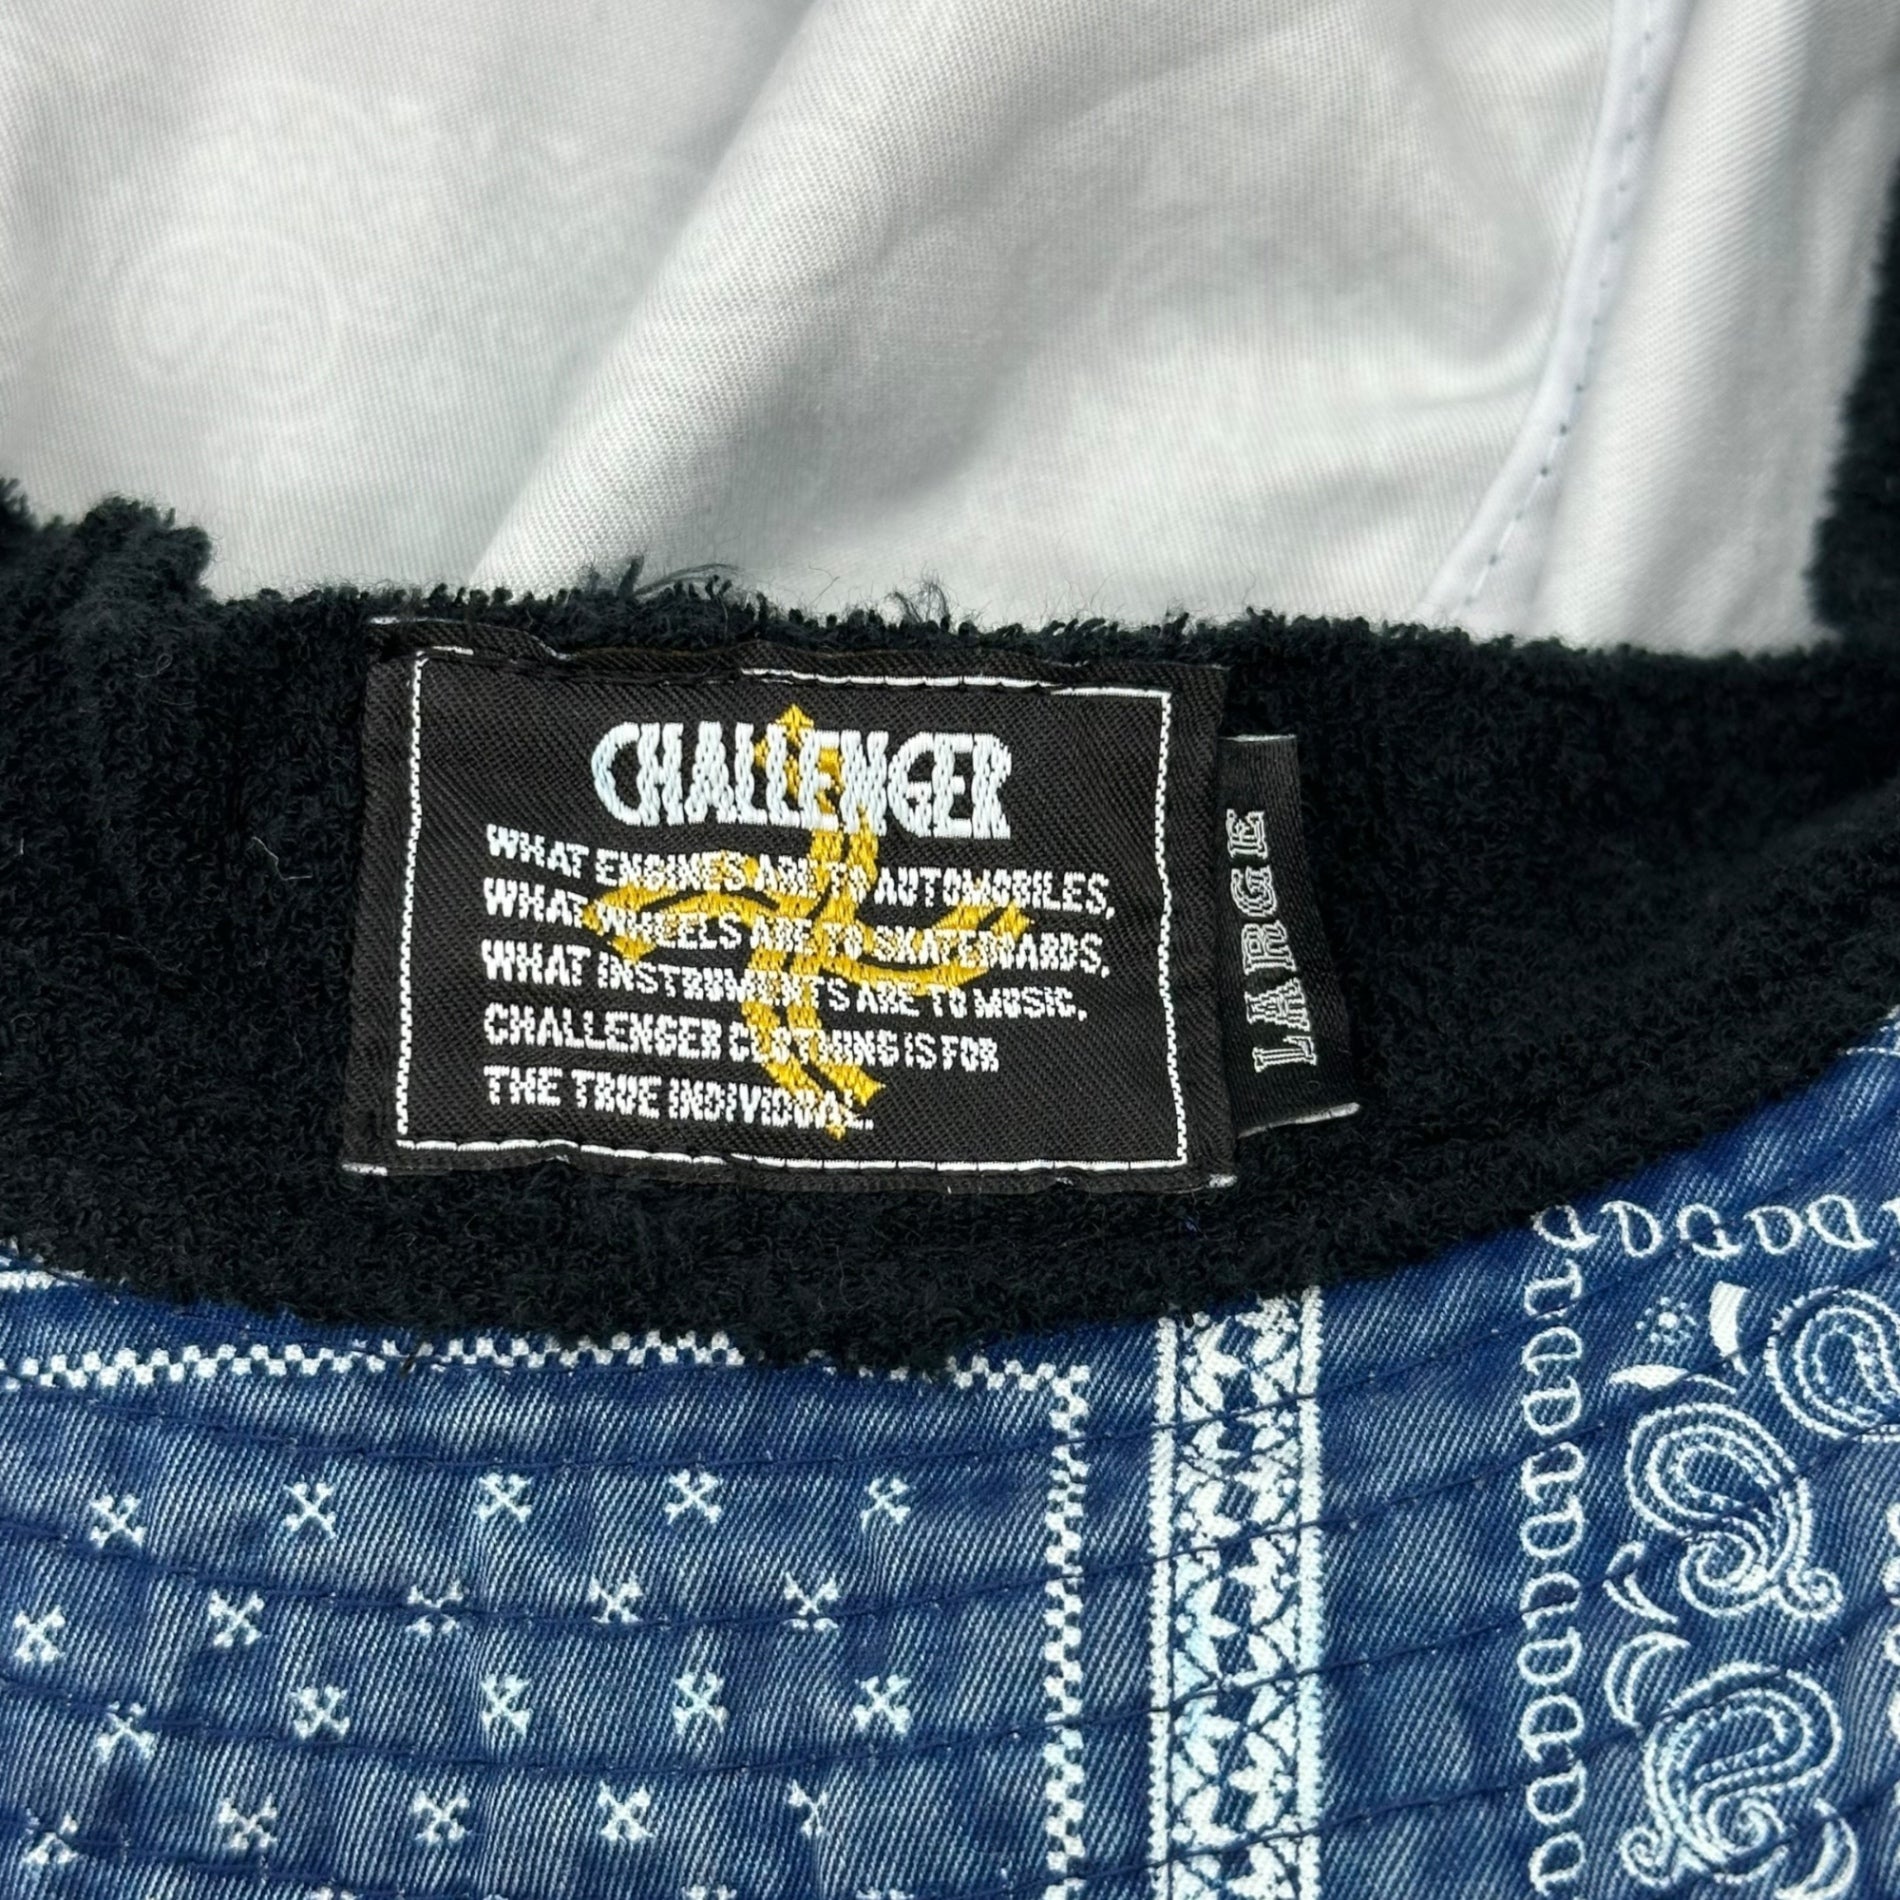 CHALLENGER
WHAT ENGINES ARE TO AUTOMOBILES,
WHAT WHEELS ARE TO SKATEBOARDS,
WHAT INSTRUMENTS ARE TO MUSIC.
CHALLENGER CLOTHING IS FOR
THE TRUE INDIVIDUAL.
LARGE